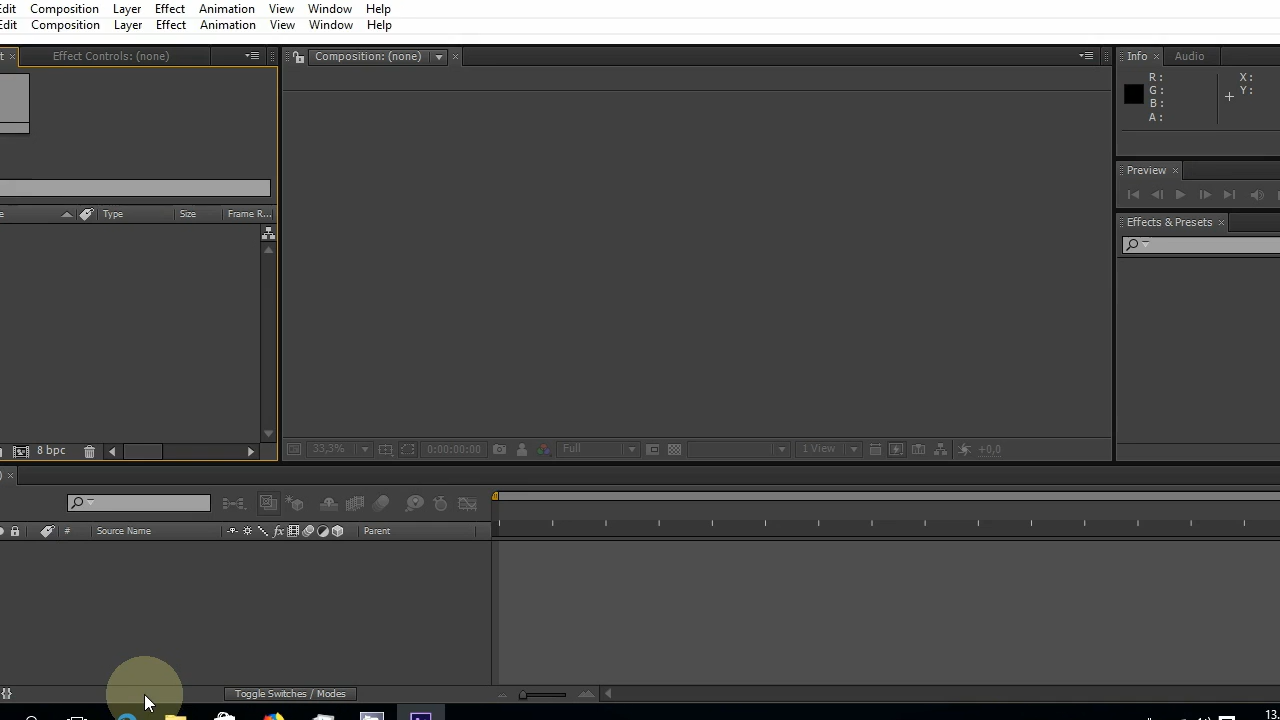 Composition Layer Effect Animation View Window Help
Edit Composition Layer Effect Animation View Window Help
Effect Controls: (none)
Composition: (none)
Info Audio
R:
G:
B:
A:
X:
Y:
Preview
Effects & Presets
Type Size Frame R...
8 bpc
33,3% 0:00:00:00 Full 1 View +0,0
# Source Name fx Parent
Toggle Switches / Modes
13